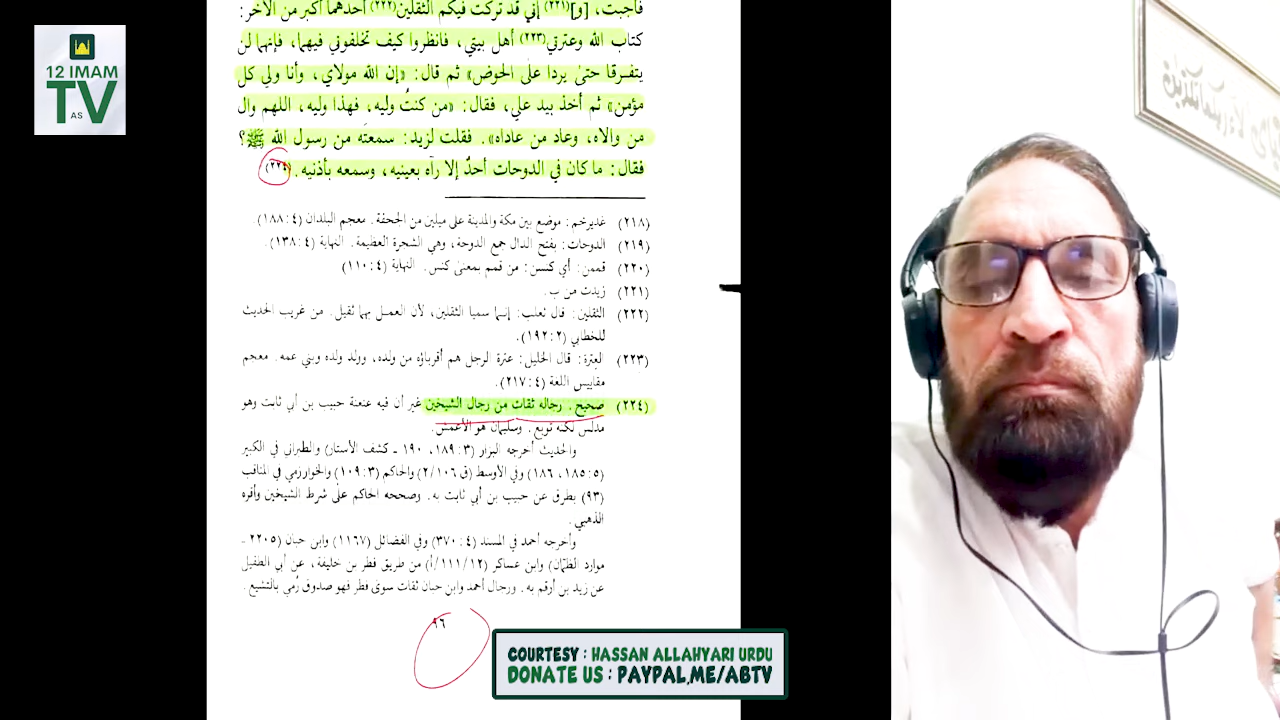 12 IMAM
TV
AS
فأجبت، [و](٢٢١) إني قد تركت فيكم الثقلين(٢٢٢) أحدهما أكبر من الآخر:
كتاب الله وعترتي(٢٢٣) أهل بيتي، فانظروا كيف تخلفوني فيهما، فإنهما لن
يتفرقا حتىٰ يردا علىٰ الحوض» ثم قال: «إن الله مولاي، وأنا ولي كل
مؤمن» ثم أخذ بيد علي، فقال: «من كنتُ وليه، فهذا وليه، اللهم وال
من والاه، وعاد من عاداه». فقلت لزيد: سمعتَه من رسول الله ﷺ؟
فقال: ما كان في الدوحات أحدٌ إلا رآه بعينيه، وسمعه بأذنيه. (٢٢٤)
(٢١٨) غديرخم: موضع بين مكة والمدينة على ميلين من الجحفة. معجم البلدان (٤: ١٨٨).
(٢١٩) الدوحات: بفتح الدال جمع الدوحة، وهي الشجرة العظيمة. النهاية (٤: ١٣٨).
(٢٢٠) قممن: أي كنسن: من قمم بمعنىٰ كنس. النهاية (٤: ١١٠)
(٢٢١) زيدت من ب.
(٢٢٢) الثقلين: قال ثعلب: إنما سميا الثقلين، لأن العمل بهما ثقيل. من غريب الحديث
للخطابي (٢: ١٩٢).
(٢٢٣) العِترة: قال الخليل: عترة الرجل هم أقرباؤه من ولده، وولد ولده وبني عمه. معجم
مقاييس اللغة (٤: ٢١٧).
(٢٢٤) صحيح. رجاله ثقات من رجال الشيخين غير أن فيه عنعنة حبيب بن أبي ثابت وهو
مدلس لكنه توبع. وسليمان هو الأعمش.
والحديث أخرجه البزار (٣: ١٨٩، ١٩٠ ـ كشف الأستار) والطبراني في الكبير
(٥: ١٨٥، ١٨٦) وفي الأوسط (ق ١٠٦/٢) والحاكم (٣: ١٠٩) والخوارزمي في المناقب
(٩٣) بطرق عن حبيب بن أبي ثابت به. وصححه الحاكم على شرط الشيخين وأقره
الذهبي.
وأخرجه أحمد في المسند (٤: ٣٧٠) وفي الفضائل (١١٦٧) وابن حبان (٢٢٠٥ ـ
موارد الظمآن) وابن عساكر (١٢/١١١/أ) من طريق فطر بن خليفة، عن أبي الطفيل
عن زيد بن أرقم به. ورجال أحمد وابن حبان ثقات سوى فطر فهو صدوق رُمي بالتشيع.
٩٦
COURTESY : HASSAN ALLAHYARI URDU
DONATE US : PAYPAL.ME/ABTV